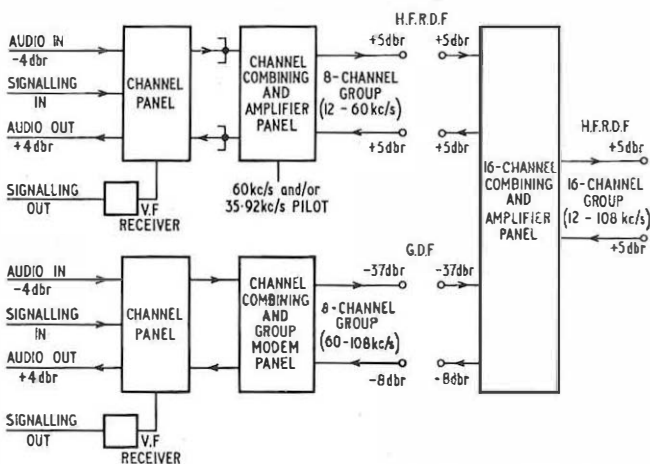 AUDIO IN
-4dbr
SIGNALLING
IN
AUDIO OUT
+4dbr
SIGNALLING
OUT
V.F
RECEIVER
CHANNEL
PANEL
CHANNEL
COMBINING
AND
AMPLIFIER
PANEL
60kc/s and/or
35·92kc/s PILOT
H.F.R.D.F
+5dbr
+5dbr
8-CHANNEL
GROUP
(12-60kc/s)
+5dbr
+5dbr
16-CHANNEL
COMBINING
AND
AMPLIFIER
PANEL
H.F.R.D.F
+5dbr
16-CHANNEL
GROUP
(12-108 kc/s)
+5dbr
AUDIO IN
-4dbr
SIGNALLING
IN
AUDIO OUT
+4dbr
SIGNALLING
OUT
V.F
RECEIVER
CHANNEL
PANEL
CHANNEL
COMBINING
AND
GROUP
MODEM
PANEL
G.D.F
-37dbr
-37dbr
8-CHANNEL
GROUP
(60-108kc/s)
-8dbr
-8dbr